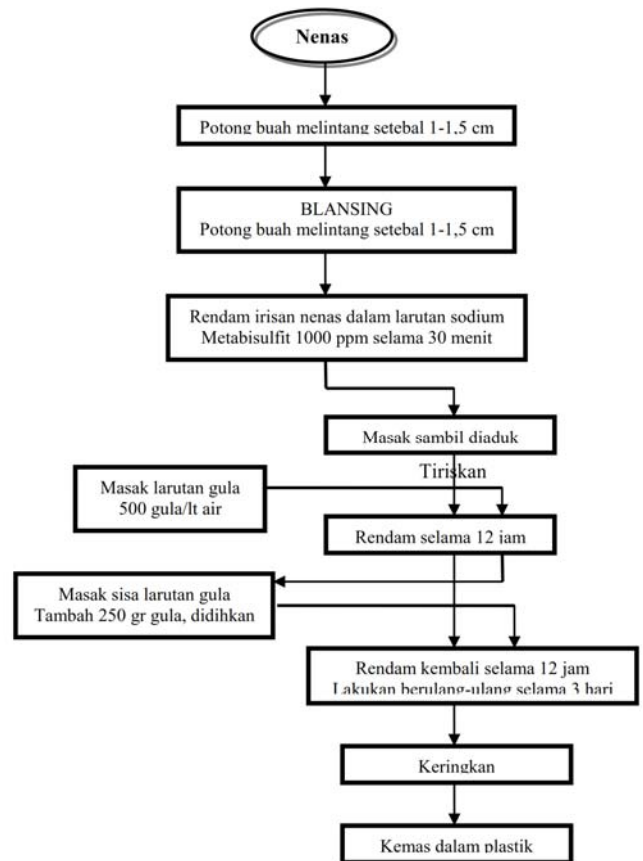 Nenas
Potong buah melintang setebal 1-1,5 cm
BLANSING
Potong buah melintang setebal 1-1,5 cm
Rendam irisan nenas dalam larutan sodium
Metabisulfit 1000 ppm selama 30 menit
Masak sambil diaduk
Tiriskan
Masak larutan gula
500 gula/lt air
Rendam selama 12 jam
Masak sisa larutan gula
Tambah 250 gr gula, didihkan
Rendam kembali selama 12 jam
Lakukan berulang-ulang selama 3 hari
Keringkan
Kemas dalam plastik